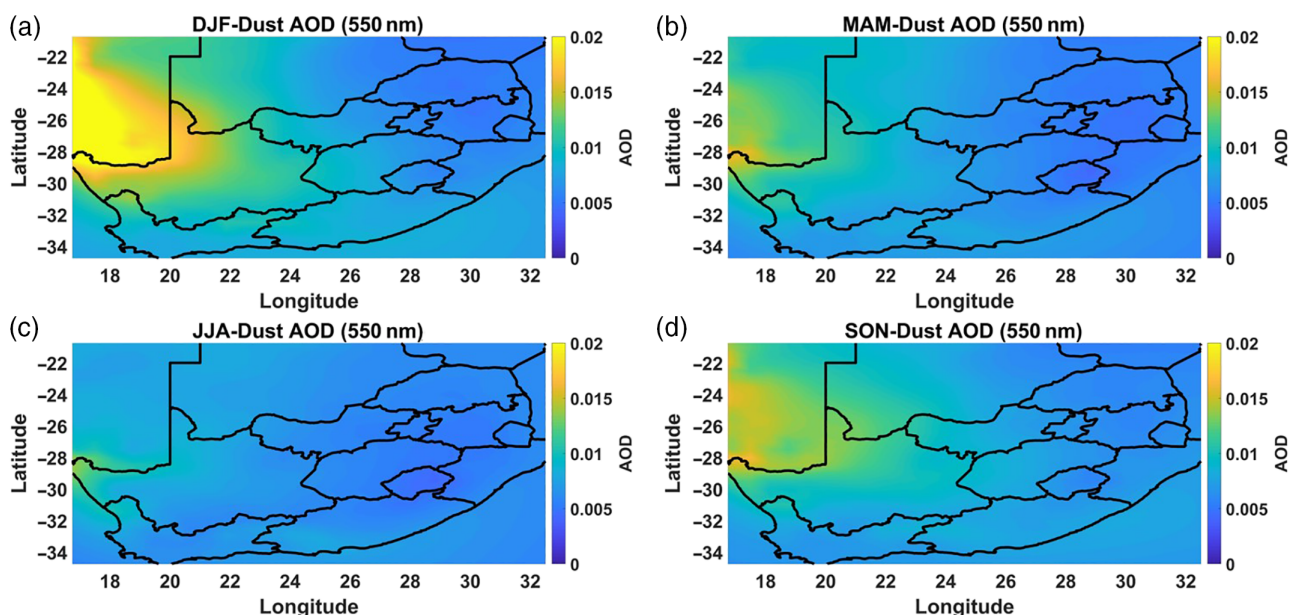 (a)
DJF-Dust AOD (550 nm)
−22
−24
−26
−28
−30
−32
−34
Latitude
18 20 22 24 26 28 30 32
Longitude
0.02
0.015
0.01
0.005
0
AOD
(b)
MAM-Dust AOD (550 nm)
−22
−24
−26
−28
−30
−32
−34
Latitude
18 20 22 24 26 28 30 32
Longitude
0.02
0.015
0.01
0.005
0
AOD
(c)
JJA-Dust AOD (550 nm)
−22
−24
−26
−28
−30
−32
−34
Latitude
18 20 22 24 26 28 30 32
Longitude
0.02
0.015
0.01
0.005
0
AOD
(d)
SON-Dust AOD (550 nm)
−22
−24
−26
−28
−30
−32
−34
Latitude
18 20 22 24 26 28 30 32
Longitude
0.02
0.015
0.01
0.005
0
AOD